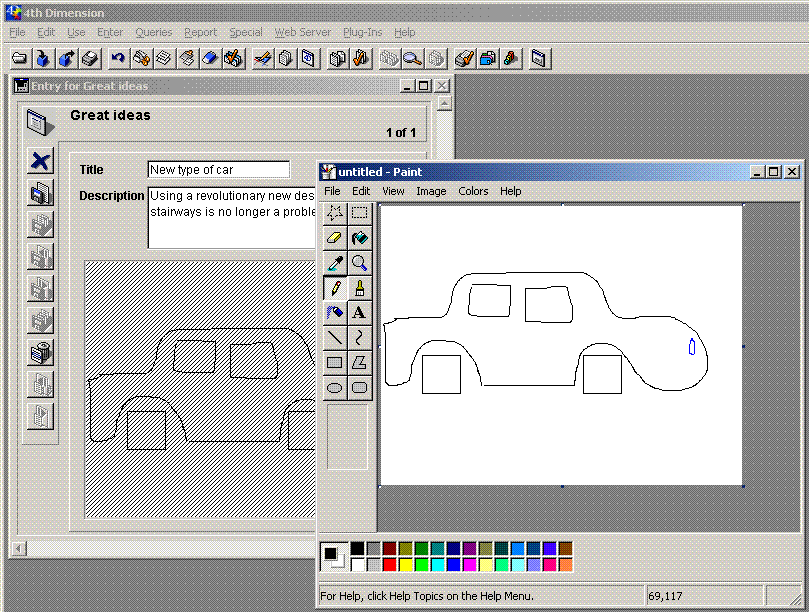 4th Dimension
File Edit Use Enter Queries Report Special Web Server Plug-Ins Help
Entry for Great ideas
Great ideas
1 of 1
Title New type of car
Description Using a revolutionary new des
stairways is no longer a proble
untitled - Paint
File Edit View Image Colors Help
A
For Help, click Help Topics on the Help Menu.
69,117